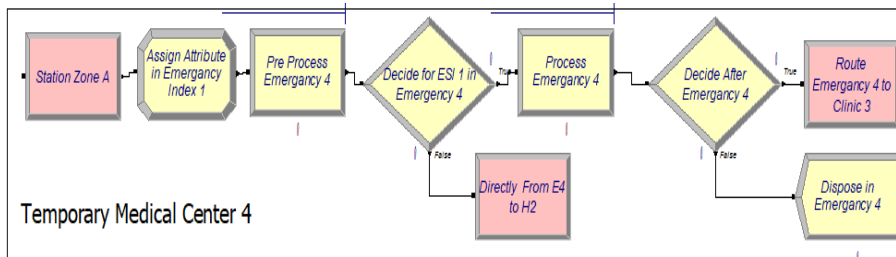 Station Zone A
Assign Attribute
in Emergancy
Index 1
Pre Process
Emergancy 4
Decide for ESI 1 in
Emergency 4
True
False
Process
Emergancy 4
Decide After
Emergancy 4
True
False
Route
Emergancy 4 to
Clinic 3
Directly From E4
to H2
Dispose in
Emergancy 4
Temporary Medical Center 4